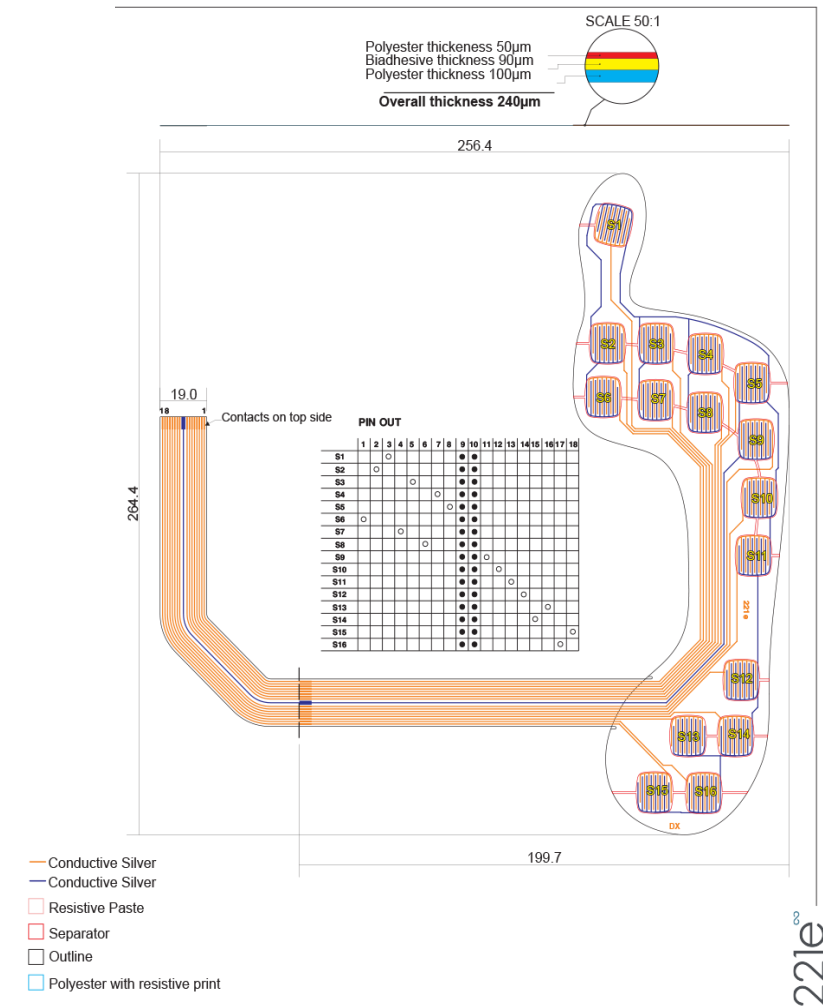 SCALE 50:1
Polyester thickeness 50µm
Biadhesive thickness 90µm
Polyester thickness 100µm
Overall thickness 240µm
256.4
S1
S2 S3 S4 S5
S6 S7 S8 S9
S10
S11
19.0
18 1
Contacts on top side
264.4
PIN OUT
1 2 3 4 5 6 7 8 9 10 11 12 13 14 15 16 17 18
S1
S2
S3
S4
S5
S6
S7
S8
S9
S10
S11
S12
S13
S14
S15
S16
221e
S12
S13 S14
S15 S16
DX
199.7
Conductive Silver
Conductive Silver
Resistive Paste
Separator
Outline
Polyester with resistive print
221e